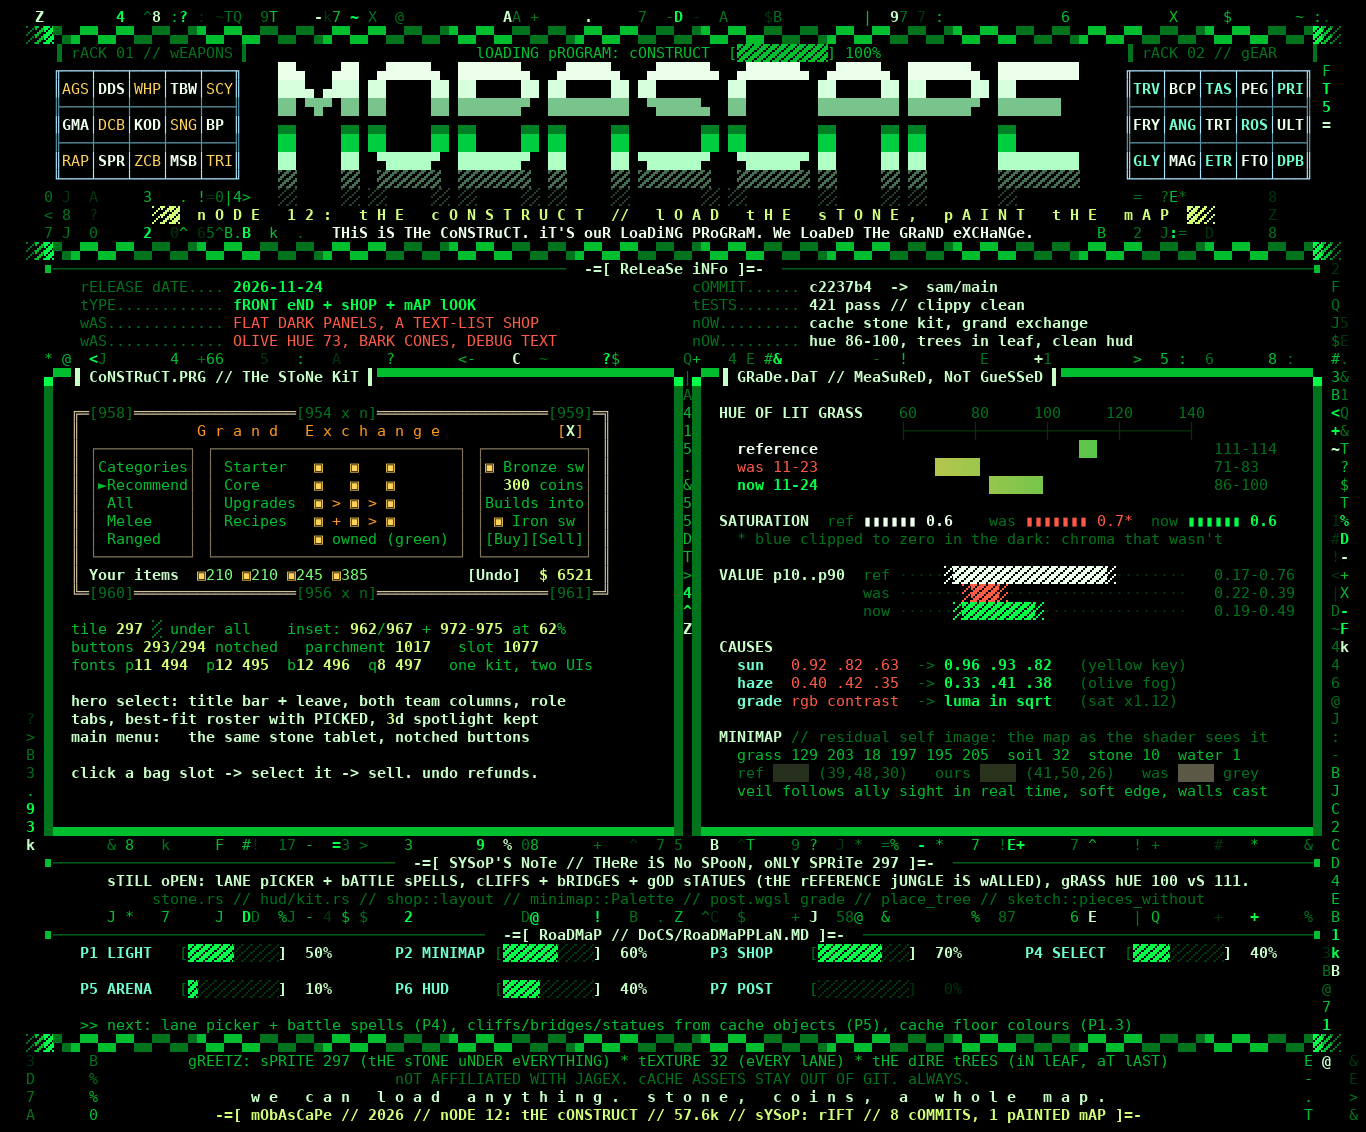 Z 4 ^8 :? : ~TQ 9T -k7 ~ X @ AA + . 7 -D - A $B | 97 7 : 6 X $ ~ :.
rACK 01 // wEAPONS
lOADING pROGRAM: cONSTRUCT [ ] 100%
rACK 02 // gEAR
MOBASCAPE
AGS DDS WHP TBW SCY
GMA DCB KOD SNG BP
RAP SPR ZCB MSB TRI
TRV BCP TAS PEG PRI
FRY ANG TRT ROS ULT
GLY MAG ETR FTO DPB
nODE 12: tHE cONSTRUCT // lOAD tHE sTONE, pAINT tHE mAP
THiS iS THe CoNSTRuCT. iT'S ouR LoaDiNG PRoGRaM. We LoaDeD THe GRaND eXCHaNGe.
-=[ ReLeaSe iNFo ]=-
rELEASE dATE.... 2026-11-24
cOMMIT...... c2237b4 -> sam/main
tYPE............ fRONT eND + sHOP + mAP lOOK
tESTS....... 421 pass // clippy clean
wAS............. FLAT DARK PANELS, A TEXT-LIST SHOP
nOW......... cache stone kit, grand exchange
wAS............. OLIVE HUE 73, BARK CONES, DEBUG TEXT
nOW......... hue 86-100, trees in leaf, clean hud
CoNSTRuCT.PRG // THe SToNe KiT
[958] [954 x n] [959]
Grand Exchange [X]
Categories
►Recommend
All
Melee
Ranged
Starter ▣ ▣ ▣
Core ▣ ▣ ▣
Upgrades ▣ > ▣ > ▣
Recipes ▣ + ▣ > ▣
▣ owned (green)
▣ Bronze sw
300 coins
Builds into
▣ Iron sw
[Buy][Sell]
Your items ▣210 ▣210 ▣245 ▣385 [Undo] $ 6521
[960] [956 x n] [961]
tile 297 ░ under all inset: 962/967 + 972-975 at 62%
buttons 293/294 notched parchment 1017 slot 1077
fonts p11 494 p12 495 b12 496 q8 497 one kit, two UIs
hero select: title bar + leave, both team columns, role
tabs, best-fit roster with PICKED, 3d spotlight kept
main menu: the same stone tablet, notched buttons
click a bag slot -> select it -> sell. undo refunds.
GRaDe.DaT // MeaSuReD, NoT GueSSeD
HUE OF LIT GRASS 60 80 100 120 140
reference 111-114
was 11-23 71-83
now 11-24 86-100
SATURATION ref ▮▮▮▮▮▮ 0.6 was ▮▮▮▮▮▮▮ 0.7* now ▮▮▮▮▮▮ 0.6
* blue clipped to zero in the dark: chroma that wasn't
VALUE p10..p90 ref 0.17-0.76
was 0.22-0.39
now 0.19-0.49
CAUSES
sun 0.92 .82 .63 -> 0.96 .93 .82 (yellow key)
haze 0.40 .42 .35 -> 0.33 .41 .38 (olive fog)
grade rgb contrast -> luma in sqrt (sat x1.12)
MINIMAP // residual self image: the map as the shader sees it
grass 129 203 18 197 195 205 soil 32 stone 10 water 1
ref (39,48,30) ours (41,50,26) was grey
veil follows ally sight in real time, soft edge, walls cast
-=[ SYSoP'S NoTe // THeRe iS No SPooN, oNLY SPRiTe 297 ]=-
sTILL oPEN: lANE pICKER + bATTLE sPELLS, cLIFFS + bRIDGES + gOD sTATUES (tHE rEFERENCE jUNGLE iS wALLED), gRASS hUE 100 vS 111.
stone.rs // hud/kit.rs // shop::layout // minimap::Palette // post.wgsl grade // place_tree // sketch::pieces_without
-=[ RoaDMaP // DoCS/RoaDMaPPLaN.MD ]=-
P1 LIGHT [ ] 50% P2 MINIMAP [ ] 60% P3 SHOP [ ] 70% P4 SELECT [ ] 40%
P5 ARENA [ ] 10% P6 HUD [ ] 40% P7 POST [ ] 0%
>> next: lane picker + battle spells (P4), cliffs/bridges/statues from cache objects (P5), cache floor colours (P1.3)
gREETZ: sPRITE 297 (tHE sTONE uNDER eVERYTHING) * tEXTURE 32 (eVERY lANE) * tHE dIRE tREES (iN lEAF, aT lAST)
nOT AFFILIATED WITH JAGEX. cACHE ASSETS STAY OUT OF GIT. aLWAYS.
we can load anything. stone, coins, a whole map.
-=[ mObAsCaPe // 2026 // nODE 12: tHE cONSTRUCT // 57.6k // sYSoP: rIFT // 8 cOMMITS, 1 pAINTED mAP ]=-